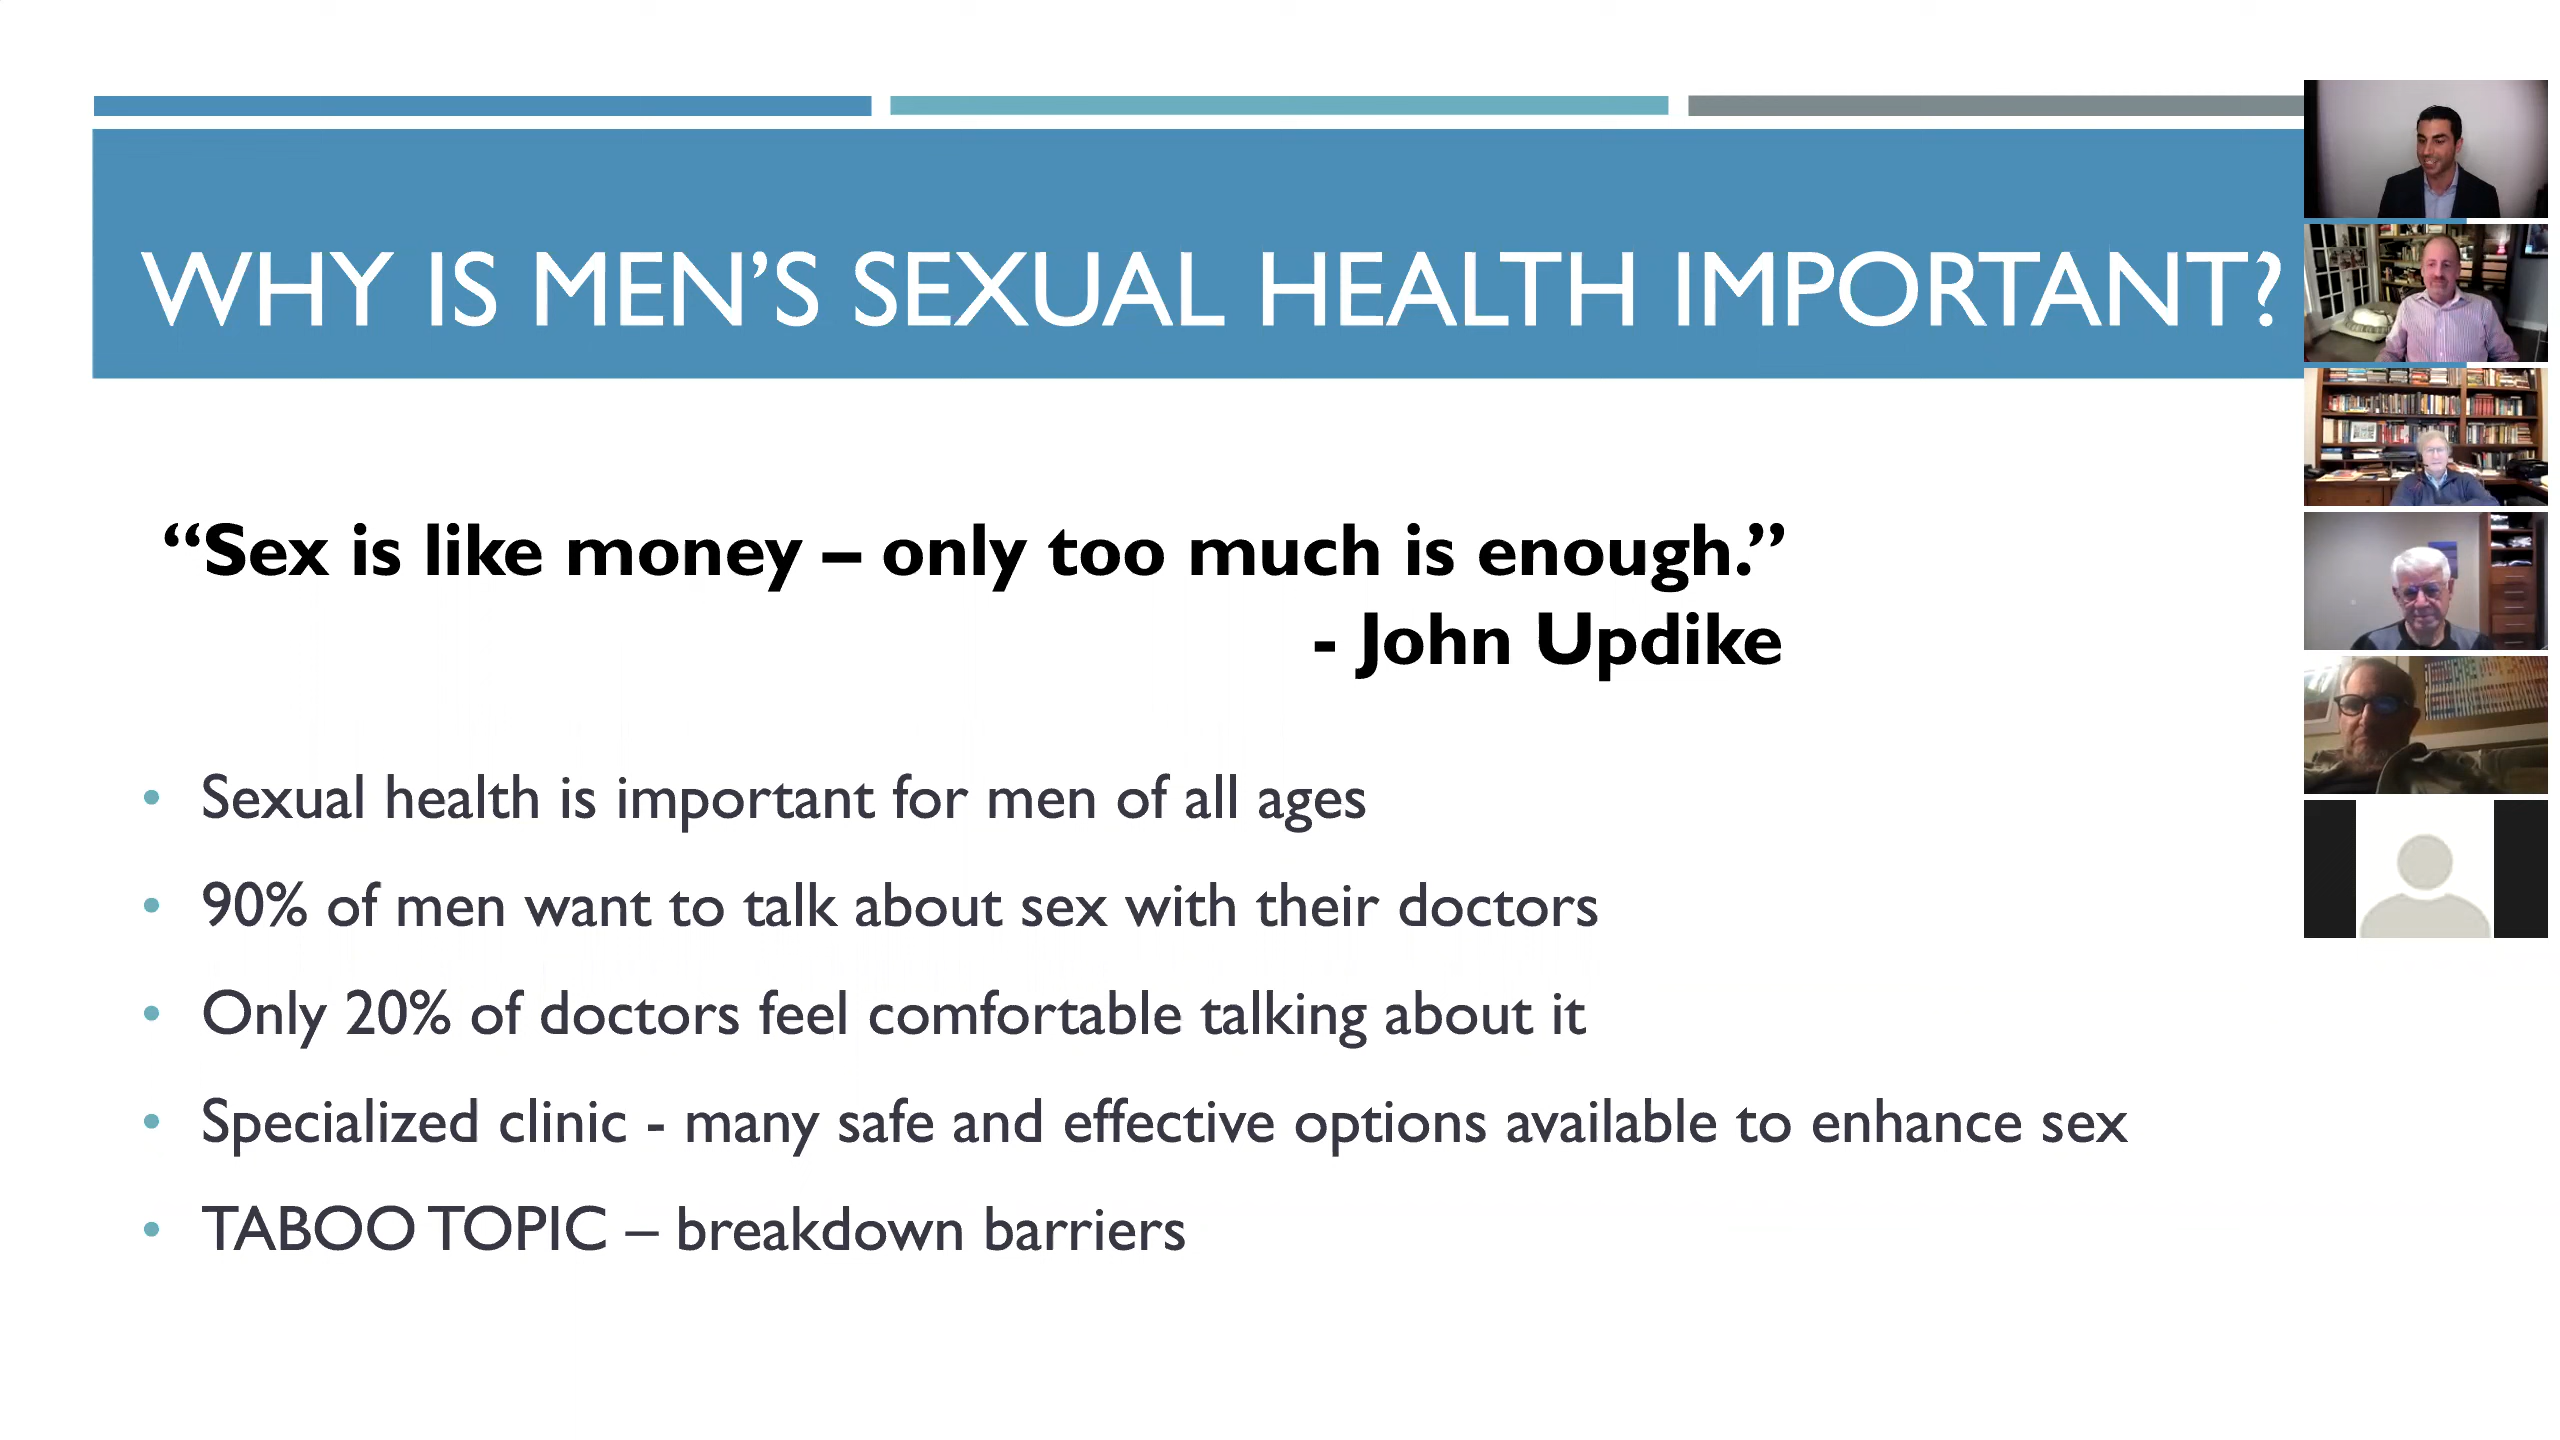 WHY IS MEN’S SEXUAL HEALTH IMPORTANT?
“Sex is like money – only too much is enough.”
- John Updike
• Sexual health is important for men of all ages
• 90% of men want to talk about sex with their doctors
• Only 20% of doctors feel comfortable talking about it
• Specialized clinic - many safe and effective options available to enhance sex
• TABOO TOPIC – breakdown barriers